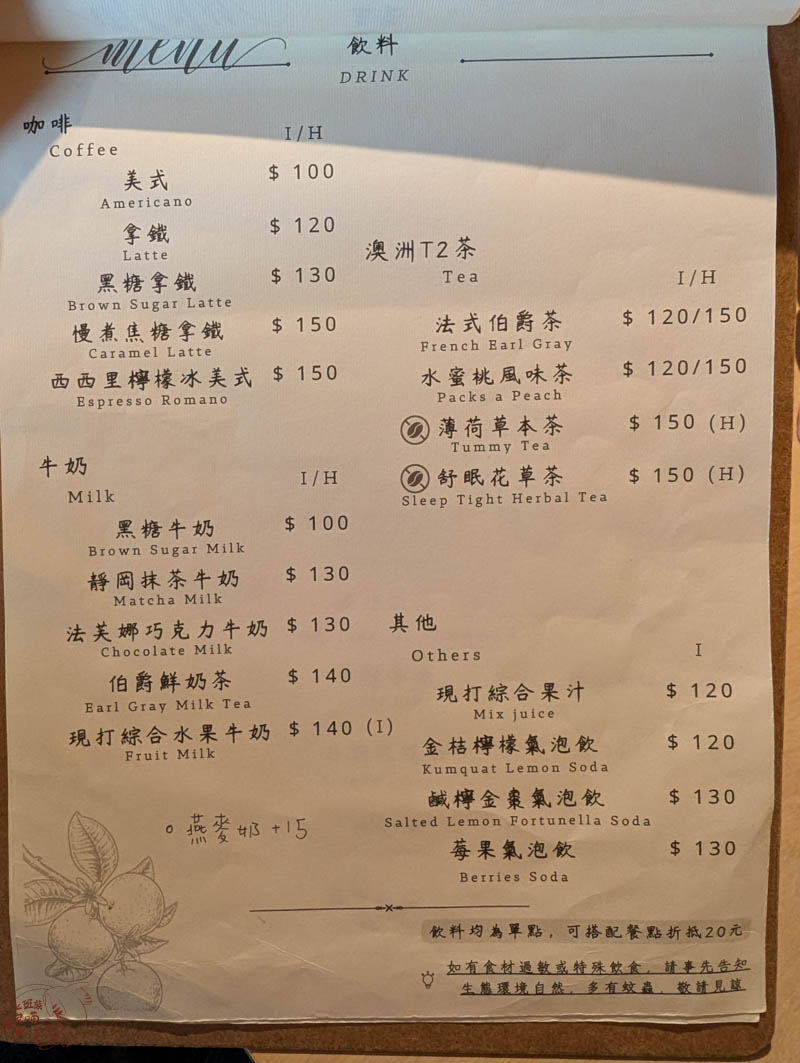 menu
飲料
DRINK
咖啡
Coffee
I/H
美式 $ 100
Americano
拿鐵 $ 120
Latte
黑糖拿鐵 $ 130
Brown Sugar Latte
慢煮焦糖拿鐵 $ 150
Caramel Latte
西西里檸檬冰美式 $ 150
Espresso Romano
牛奶
Milk
I/H
黑糖牛奶 $ 100
Brown Sugar Milk
靜岡抹茶牛奶 $ 130
Matcha Milk
法芙娜巧克力牛奶 $ 130
Chocolate Milk
伯爵鮮奶茶 $ 140
Earl Gray Milk Tea
現打綜合水果牛奶 $ 140 (I)
Fruit Milk
燕麥奶 +15
澳洲T2茶
Tea
I/H
法式伯爵茶 $ 120/150
French Earl Gray
水蜜桃風味茶 $ 120/150
Packs a Peach
薄荷草本茶 $ 150 (H)
Tummy Tea
舒眠花草茶 $ 150 (H)
Sleep Tight Herbal Tea
其他
Others
I
現打綜合果汁 $ 120
Mix juice
金桔檸檬氣泡飲 $ 120
Kumquat Lemon Soda
鹹檸金棗氣泡飲 $ 130
Salted Lemon Fortunella Soda
莓果氣泡飲 $ 130
Berries Soda
飲料均為單點，可搭配餐點折抵20元
如有食材過敏或特殊飲食，請事先告知
生態環境自然，多有蚊蟲，敬請見諒